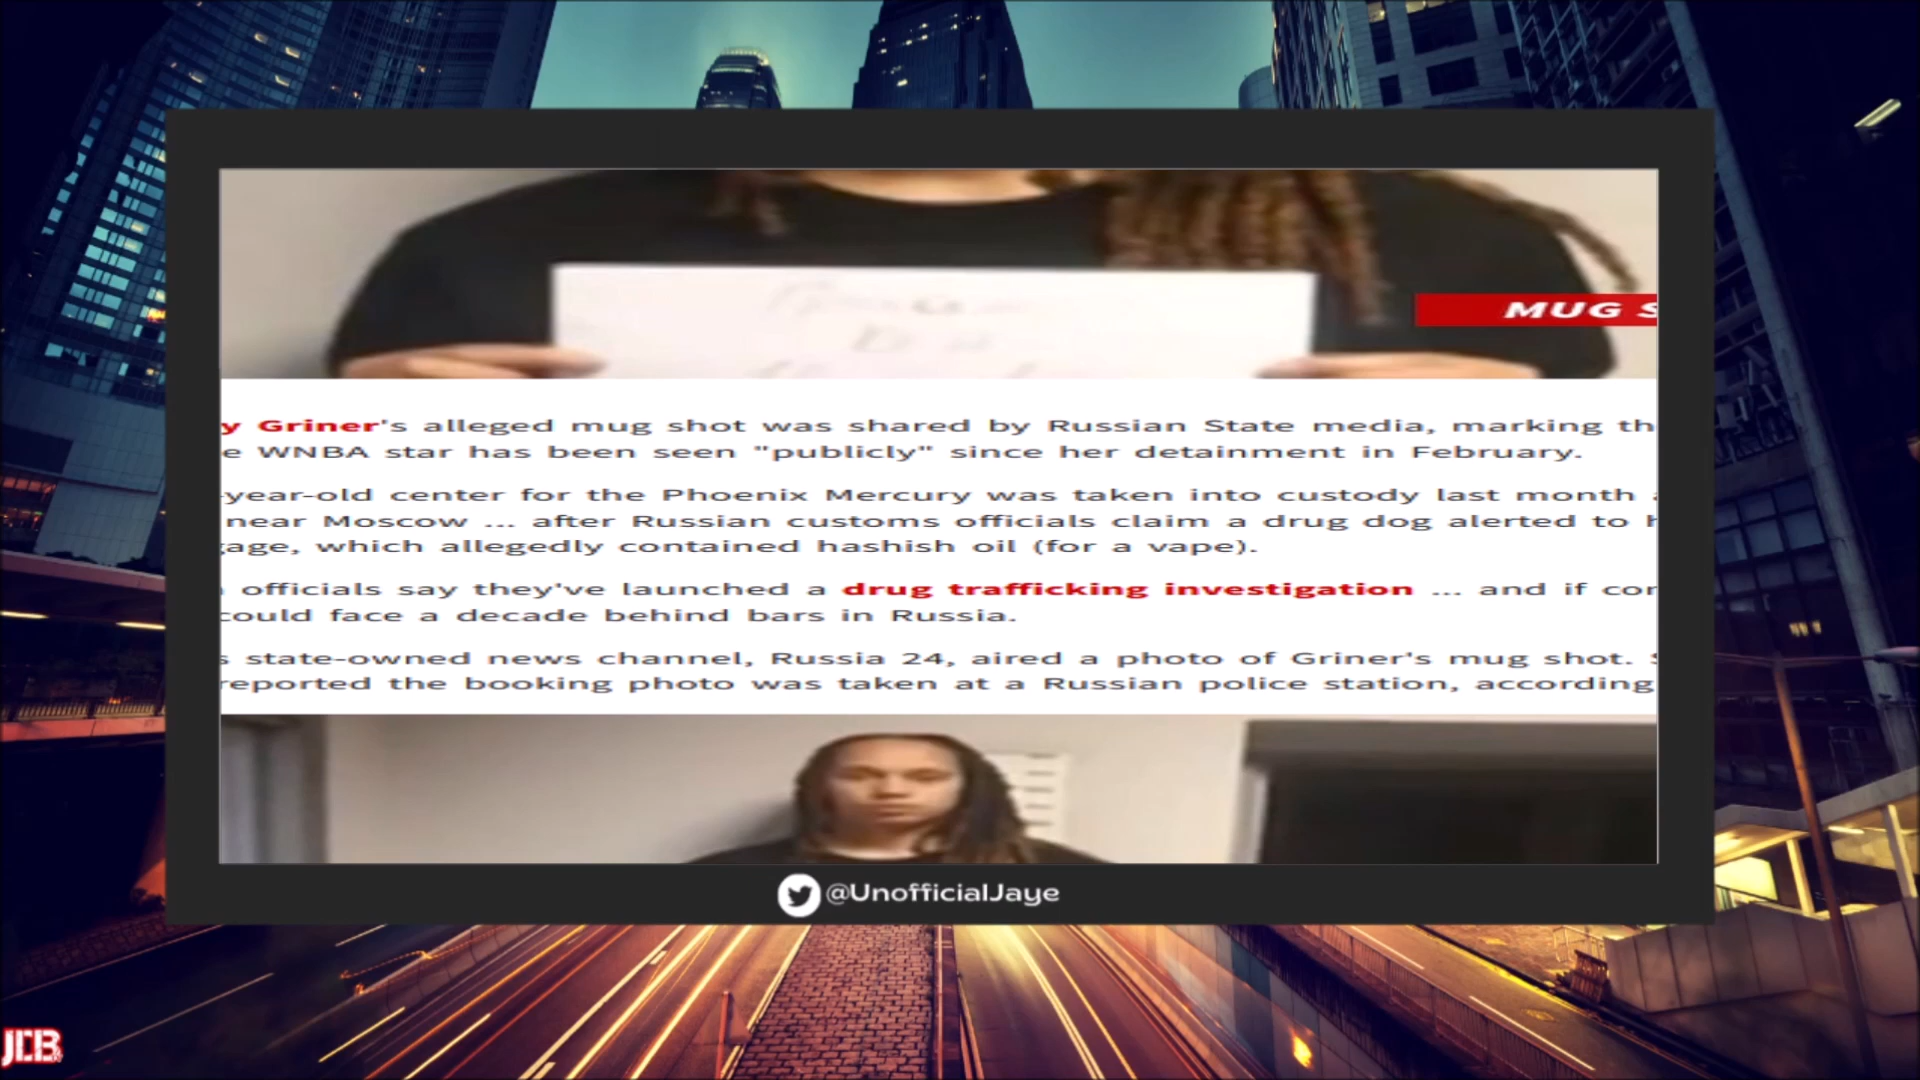 MUG S
y Griner's alleged mug shot was shared by Russian State media, marking th
e WNBA star has been seen "publicly" since her detainment in February.
-year-old center for the Phoenix Mercury was taken into custody last month
near Moscow ... after Russian customs officials claim a drug dog alerted to h
gage, which allegedly contained hashish oil (for a vape).
officials say they've launched a drug trafficking investigation ... and if con
could face a decade behind bars in Russia.
s state-owned news channel, Russia 24, aired a photo of Griner's mug shot. S
reported the booking photo was taken at a Russian police station, according
@UnofficialJaye
JCB